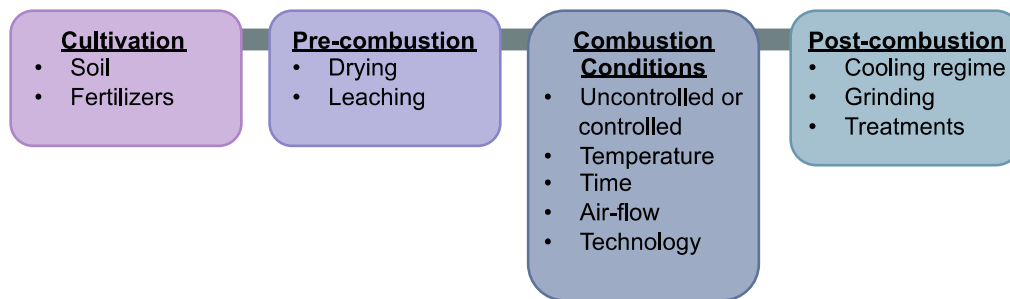 Cultivation
• Soil
• Fertilizers
Pre-combustion
• Drying
• Leaching
Combustion
Conditions
• Uncontrolled or
controlled
• Temperature
• Time
• Air-flow
• Technology
Post-combustion
• Cooling regime
• Grinding
• Treatments